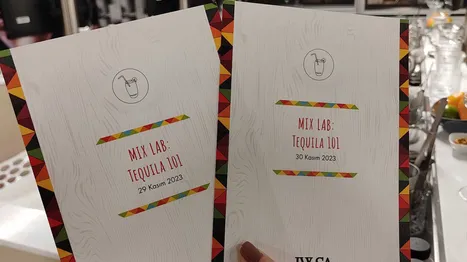 MIX LAB:
TEQUILA 101
29 Kasım 2023
MIX LAB:
TEQUILA 101
30 Kasım 2023